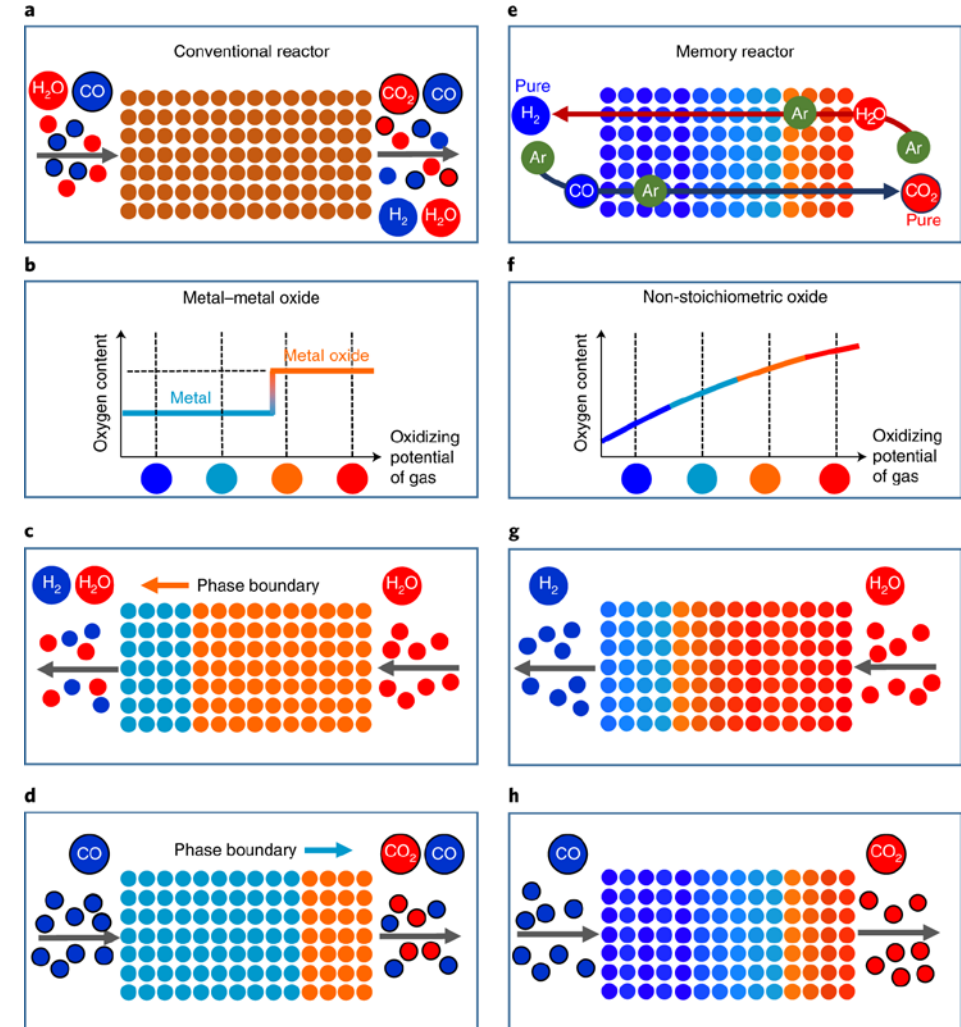 a
Conventional reactor
H₂O
CO
CO₂
CO
H₂
H₂O
b
Metal–metal oxide
Oxygen content
Metal oxide
Metal
Oxidizing
potential
of gas
c
H₂
H₂O
Phase boundary
H₂O
d
CO
Phase boundary
CO₂
CO
e
Memory reactor
Pure
H₂
Ar
H₂O
Ar
Ar
CO
Ar
CO₂
Pure
f
Non-stoichiometric oxide
Oxygen content
Oxidizing
potential
of gas
g
H₂
H₂O
h
CO
CO₂